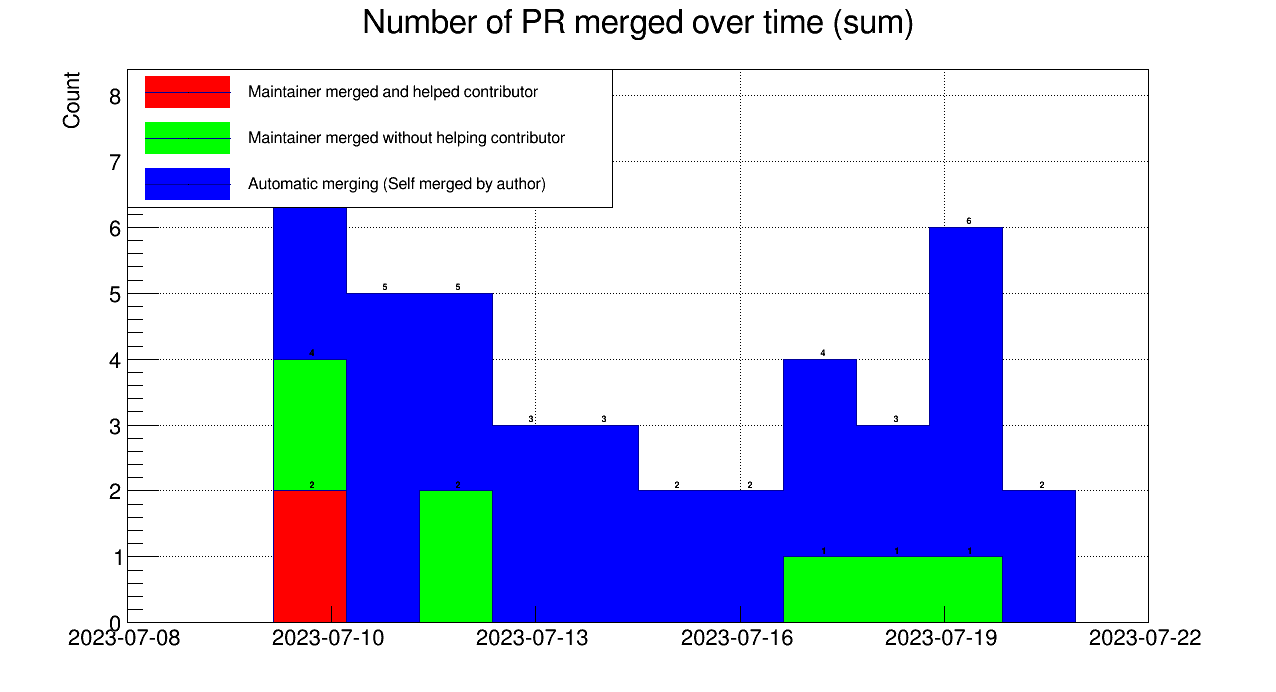 Number of PR merged over time (sum)
Count
Maintainer merged and helped contributor
Maintainer merged without helping contributor
Automatic merging (Self merged by author)
8
7
6
5
4
3
2
1
0
6
5 5
4 4
3 3 3
2 2 2 2 2
1 1 1
2023-07-08 2023-07-10 2023-07-13 2023-07-16 2023-07-19 2023-07-22